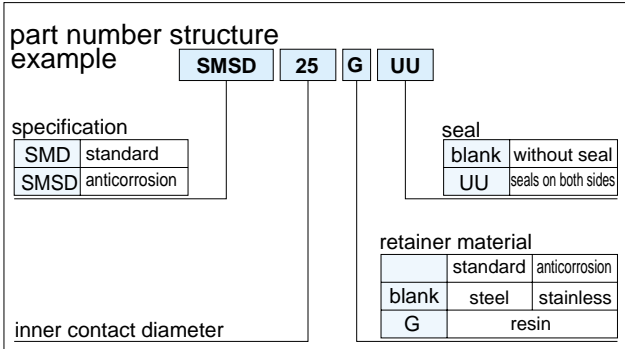 part number structure
example SMSD 25 G UU
specification
SMD standard
SMSD anticorrosion
seal
blank without seal
UU seals on both sides
retainer material
standard anticorrosion
blank steel stainless
G resin
inner contact diameter